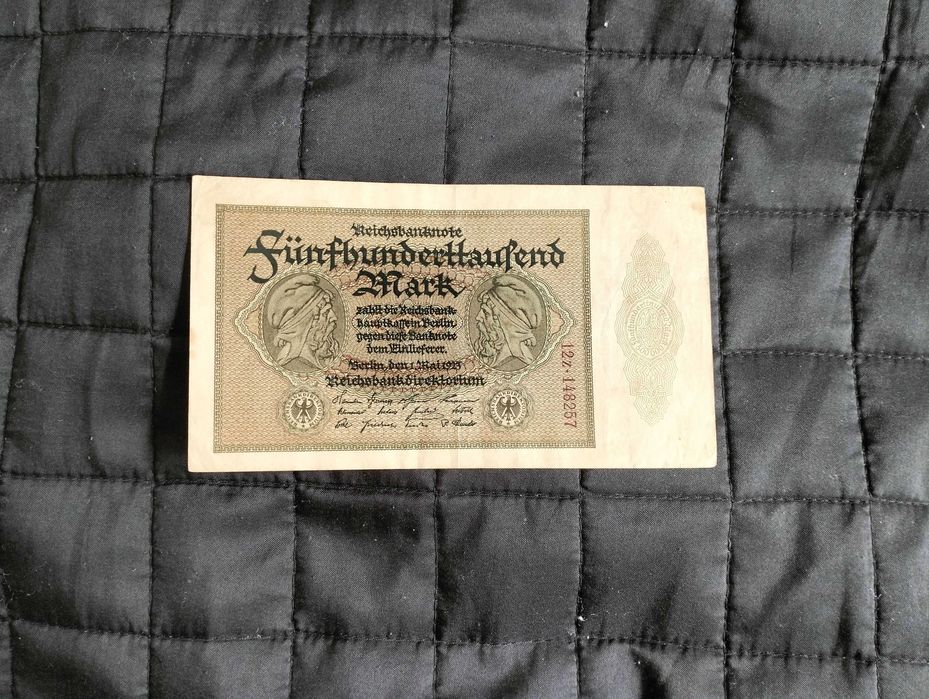 Reichsbanknote
Fünfhunderttausend
Mark
zahlt die Reichsbank-
hauptkasse in Berlin
gegen diese Banknote
dem Einlieferer.
Berlin, den 1. Mai 1923
Reichsbankdirektorium
12Z·148257